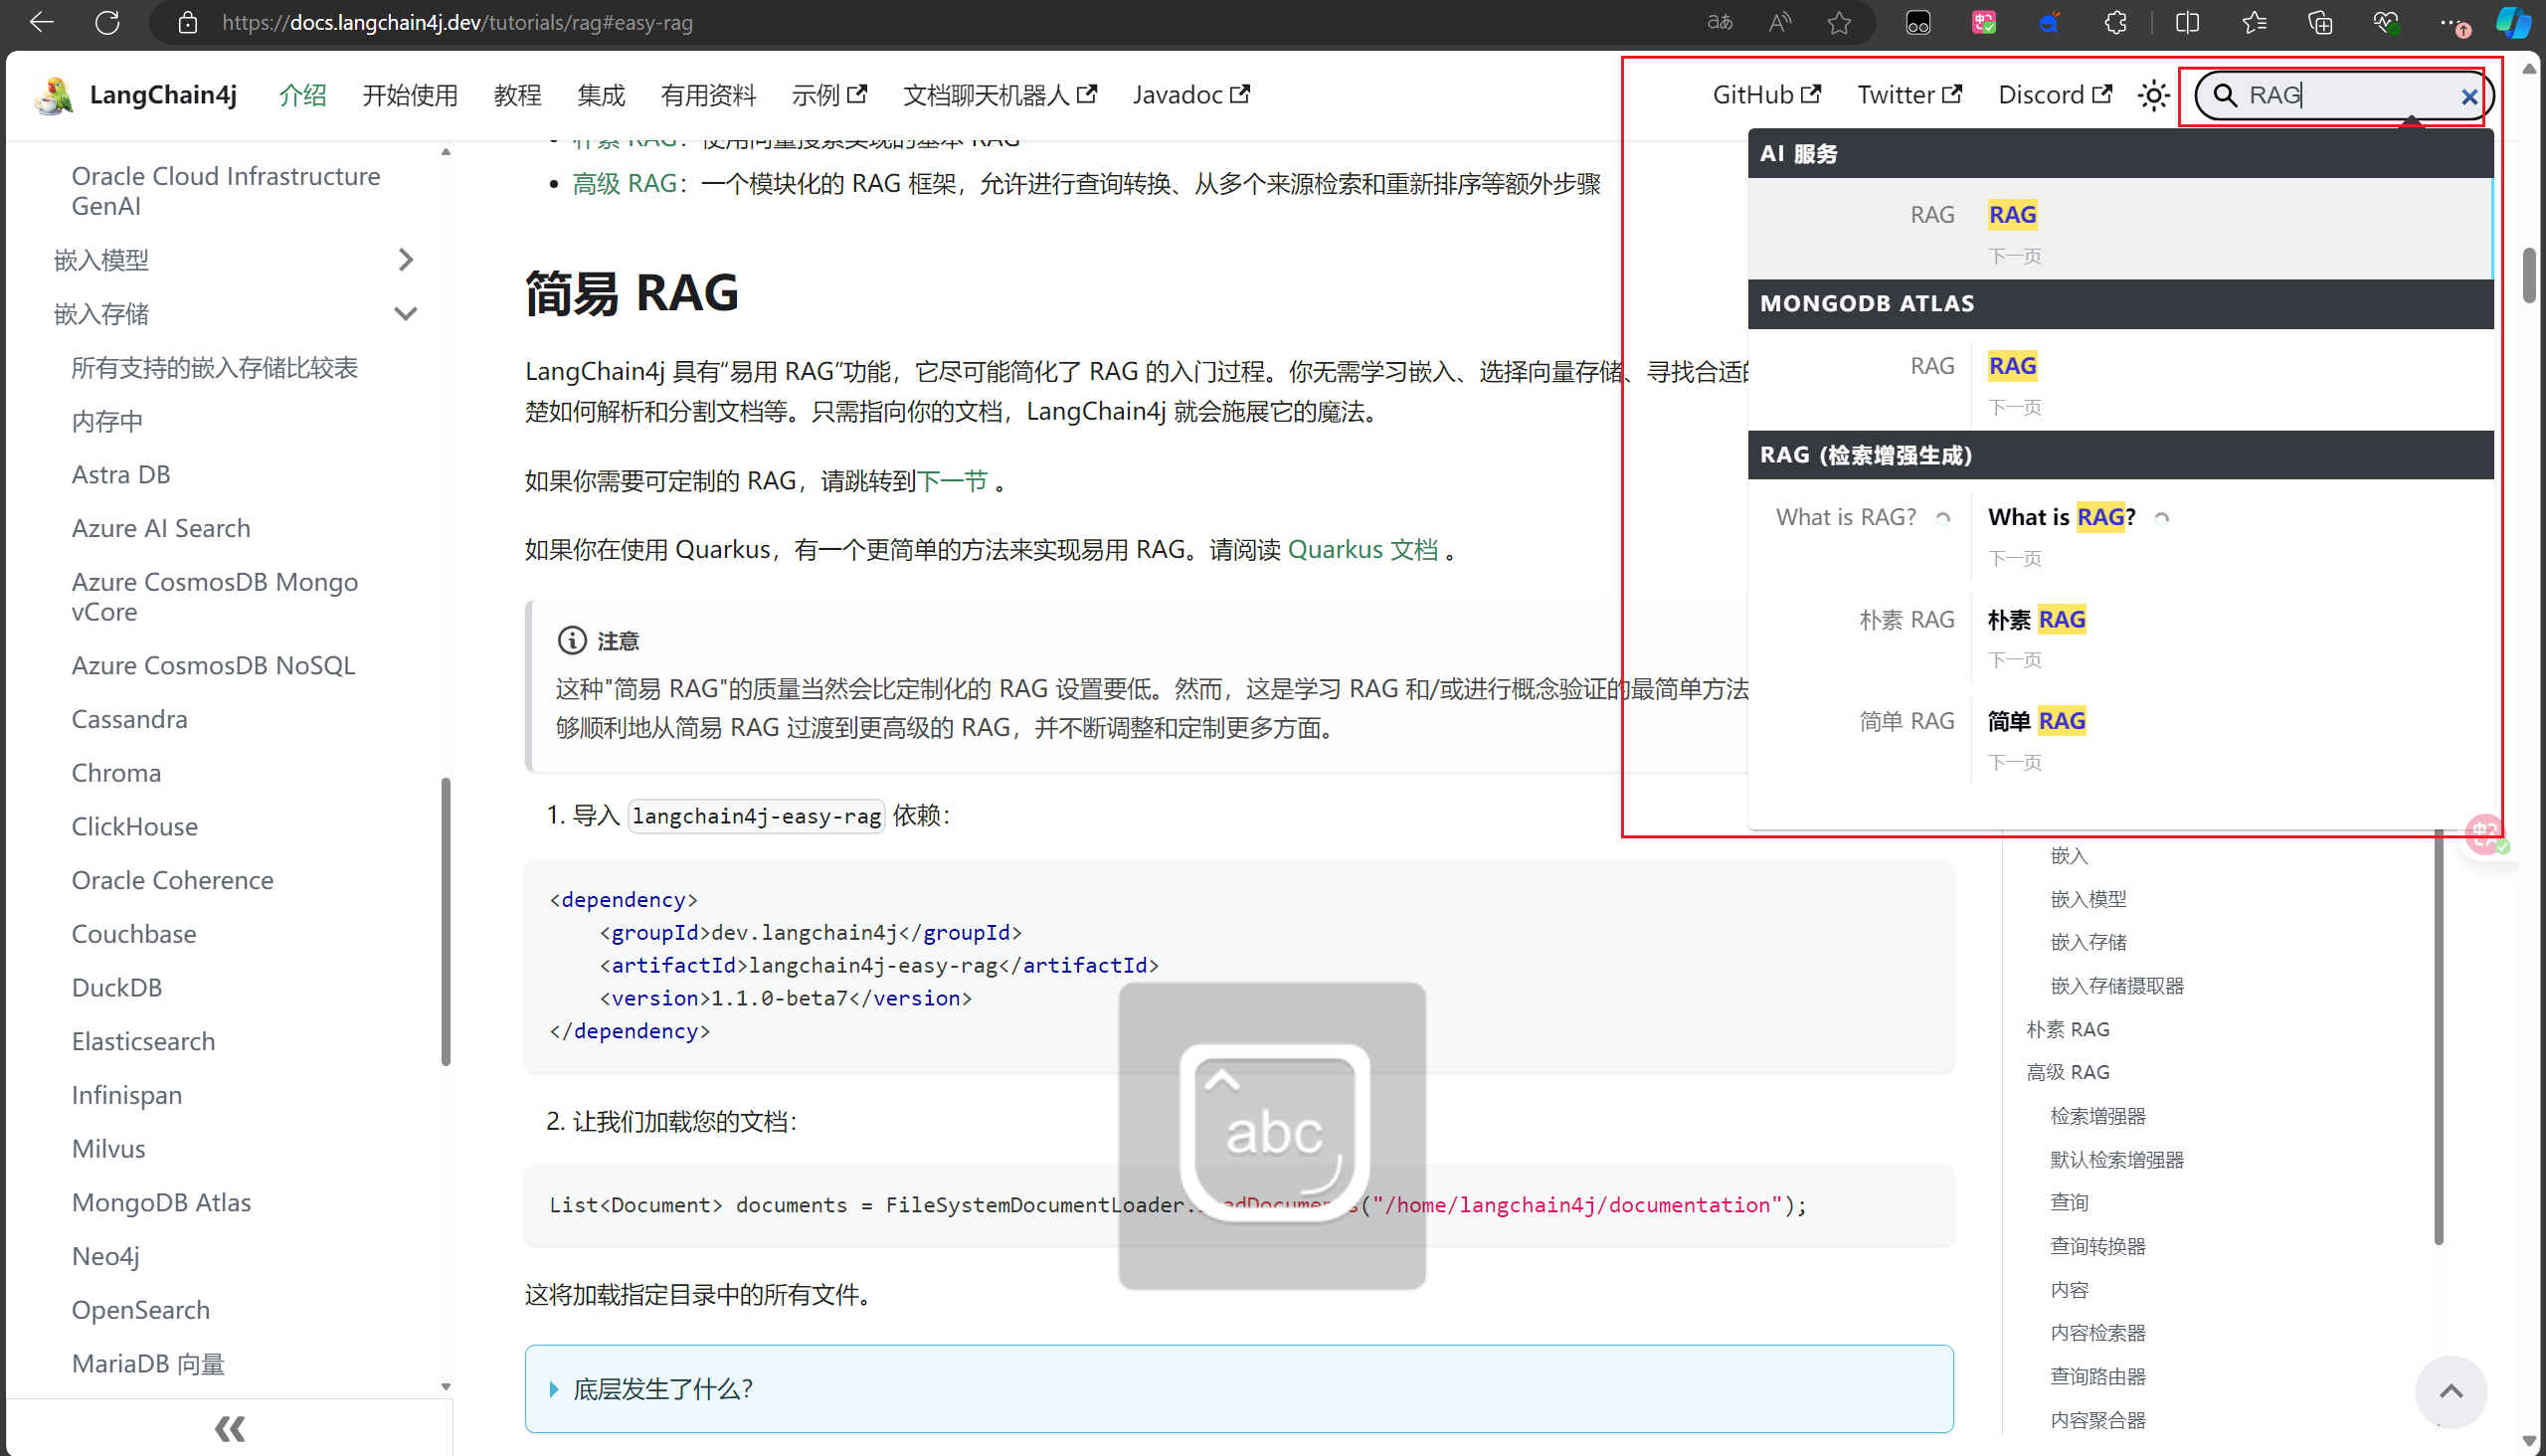 https://docs.langchain4j.dev/tutorials/rag#easy-rag
LangChain4j 介绍 开始使用 教程 集成 有用资料 示例 文档聊天机器人 Javadoc GitHub Twitter Discord RAG
Oracle Cloud Infrastructure
GenAI
嵌入模型
嵌入存储
所有支持的嵌入存储比较表
内存中
Astra DB
Azure AI Search
Azure CosmosDB Mongo
vCore
Azure CosmosDB NoSQL
Cassandra
Chroma
ClickHouse
Oracle Coherence
Couchbase
DuckDB
Elasticsearch
Infinispan
Milvus
MongoDB Atlas
Neo4j
OpenSearch
MariaDB 向量
朴素 RAG：使用向量搜索实现的基本 RAG
高级 RAG：一个模块化的 RAG 框架，允许进行查询转换、从多个来源检索和重新排序等额外步骤
简易 RAG
LangChain4j 具有“易用 RAG”功能，它尽可能简化了 RAG 的入门过程。你无需学习嵌入、选择向量存储、寻找合适的
楚如何解析和分割文档等。只需指向你的文档，LangChain4j 就会施展它的魔法。
如果你需要可定制的 RAG，请跳转到下一节 。
如果你在使用 Quarkus，有一个更简单的方法来实现易用 RAG。请阅读 Quarkus 文档 。
注意
这种"简易 RAG"的质量当然会比定制化的 RAG 设置要低。然而，这是学习 RAG 和/或进行概念验证的最简单方法
够顺利地从简易 RAG 过渡到更高级的 RAG，并不断调整和定制更多方面。
1. 导入 langchain4j-easy-rag 依赖：
<dependency>
<groupId>dev.langchain4j</groupId>
<artifactId>langchain4j-easy-rag</artifactId>
<version>1.1.0-beta7</version>
</dependency>
2. 让我们加载您的文档：
List<Document> documents = FileSystemDocumentLoader.loadDocuments("/home/langchain4j/documentation");
abc
这将加载指定目录中的所有文件。
底层发生了什么？
AI 服务
RAG RAG
下一页
MONGODB ATLAS
RAG RAG
下一页
RAG (检索增强生成)
What is RAG? What is RAG?
下一页
朴素 RAG 朴素 RAG
下一页
简单 RAG 简单 RAG
下一页
嵌入
嵌入模型
嵌入存储
嵌入存储摄取器
朴素 RAG
高级 RAG
检索增强器
默认检索增强器
查询
查询转换器
内容
内容检索器
查询路由器
内容聚合器